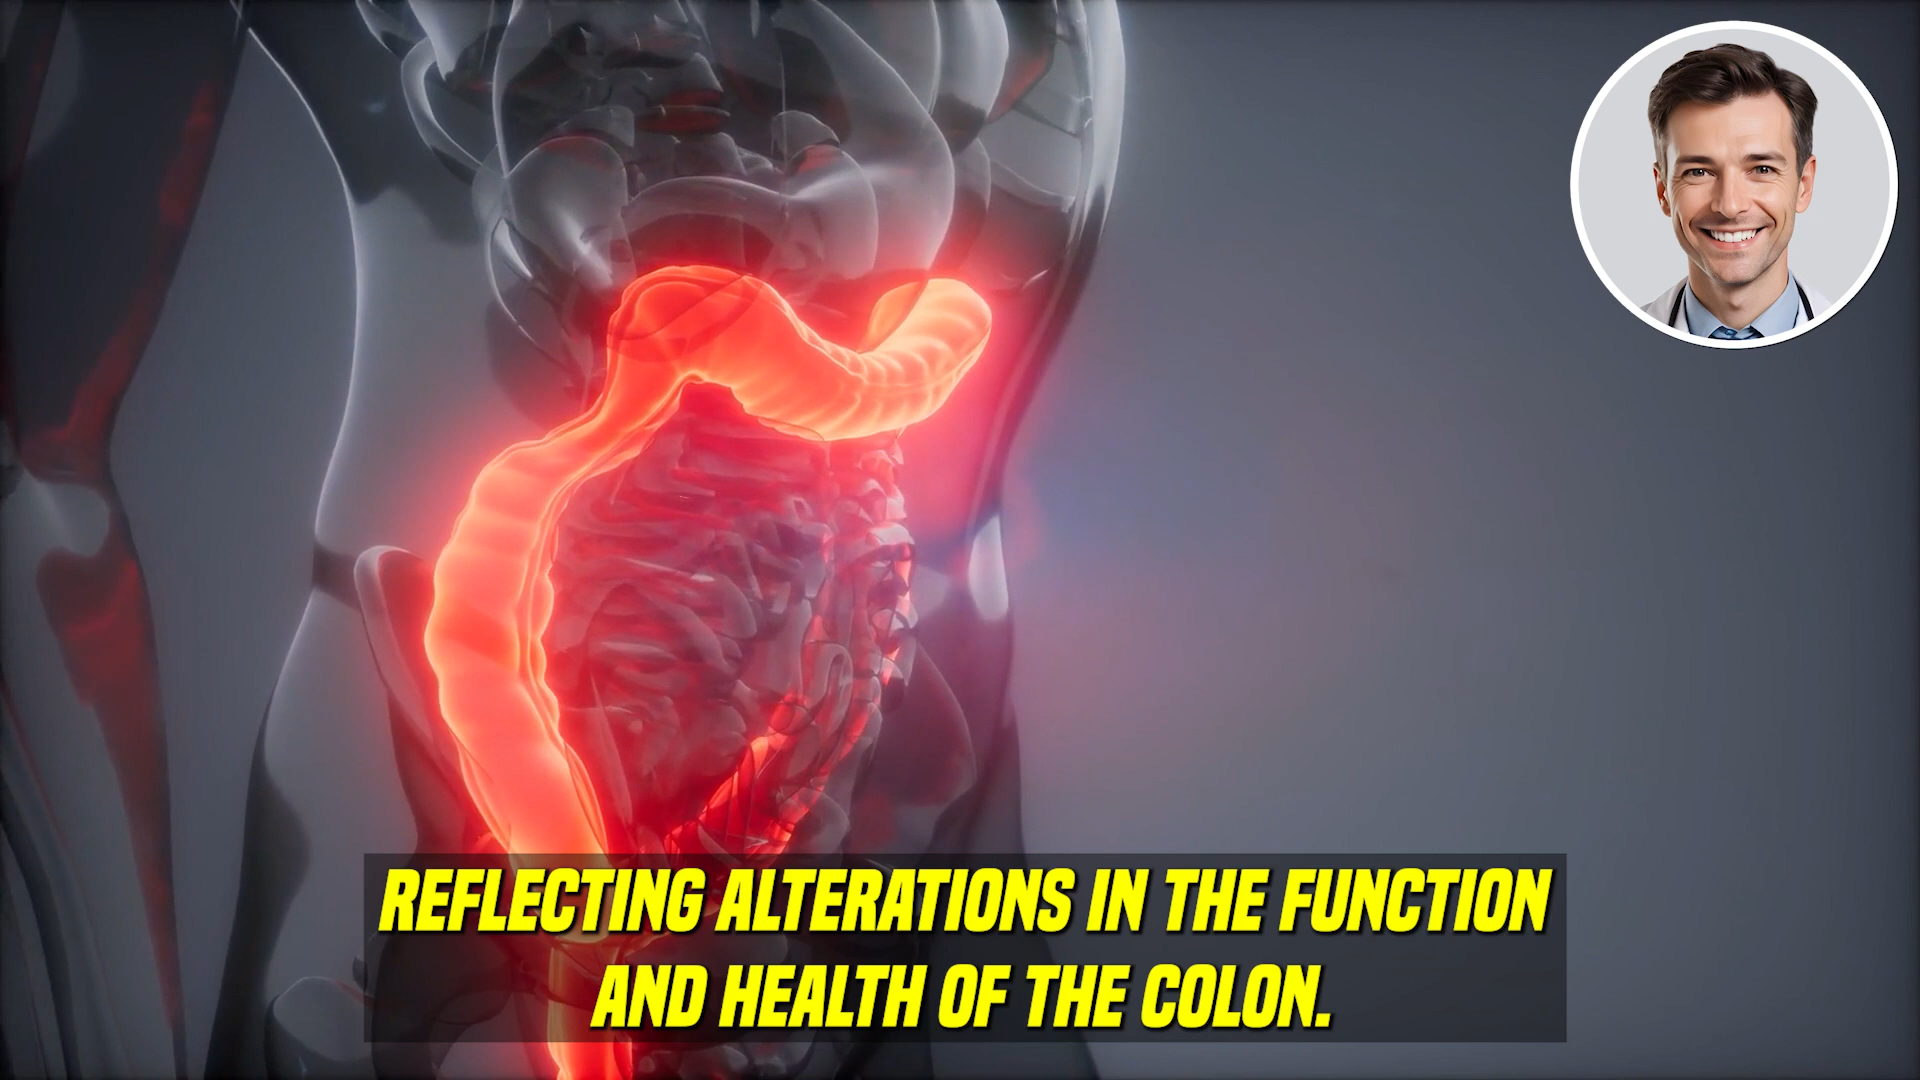 REFLECTING ALTERATIONS IN THE FUNCTION
AND HEALTH OF THE COLON.